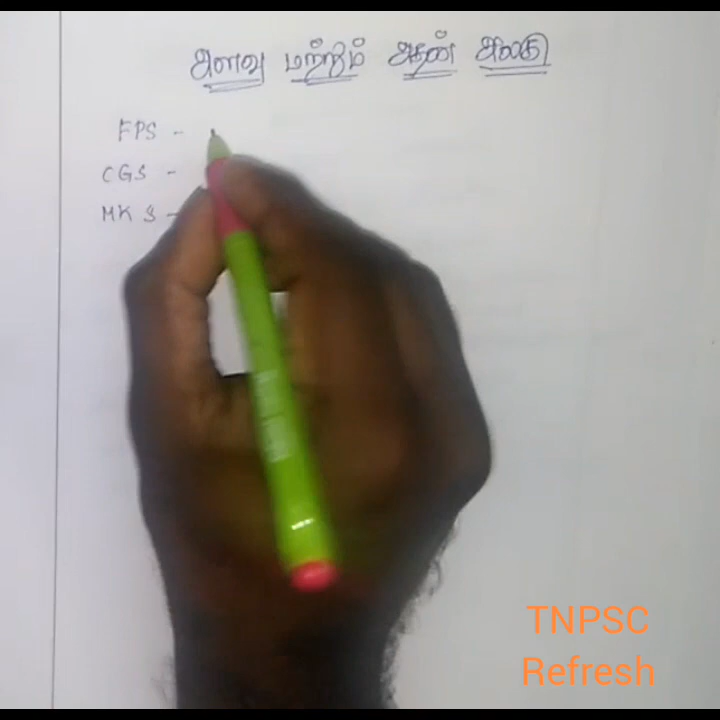 அளவு மற்றும் அதன் அலகு
FPS -
CGS -
MKS -
TNPSC
Refresh